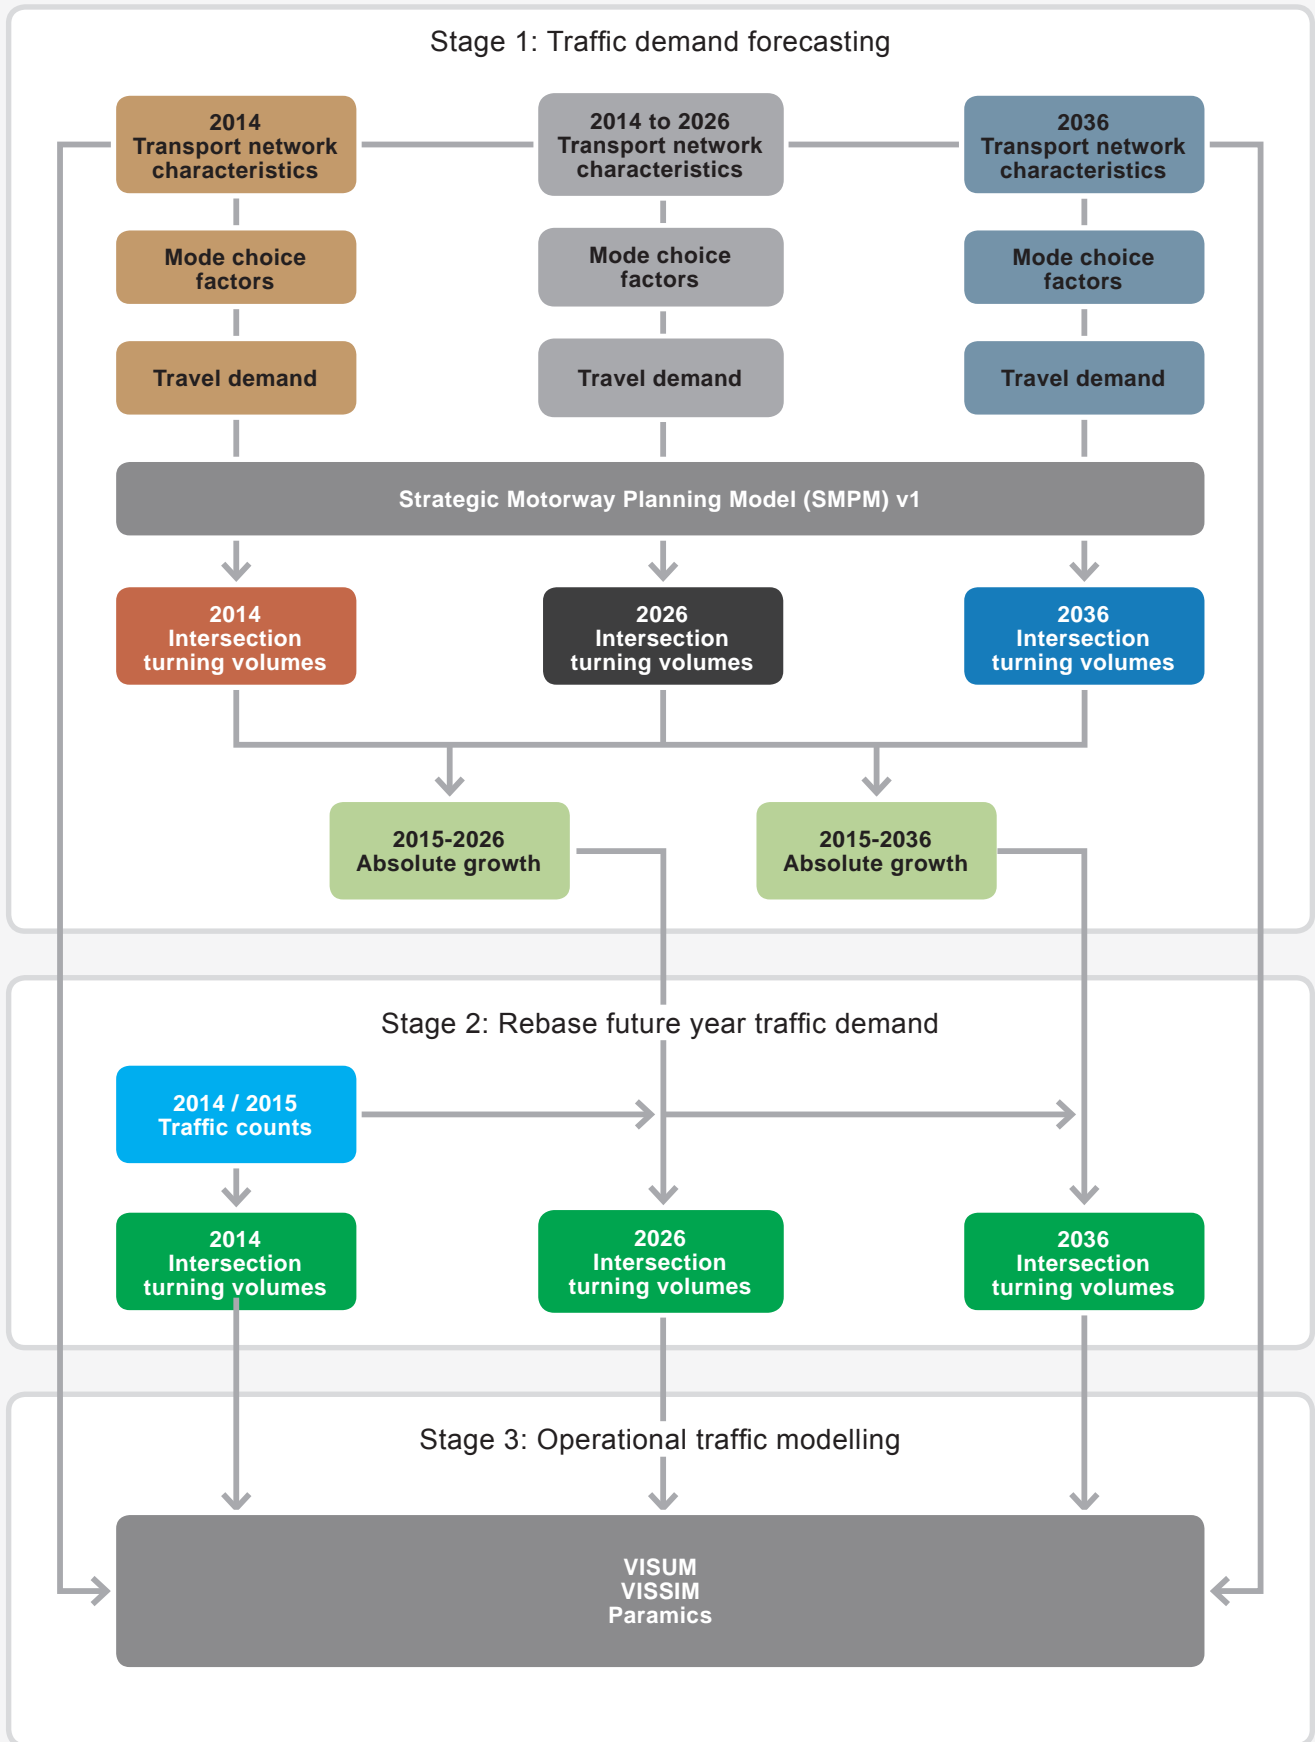 Stage 1: Traffic demand forecasting
2014
Transport network
characteristics
2014 to 2026
Transport network
characteristics
2036
Transport network
characteristics
Mode choice
factors
Mode choice
factors
Mode choice
factors
Travel demand
Travel demand
Travel demand
Strategic Motorway Planning Model (SMPM) v1
2014
Intersection
turning volumes
2026
Intersection
turning volumes
2036
Intersection
turning volumes
2015-2026
Absolute growth
2015-2036
Absolute growth
Stage 2: Rebase future year traffic demand
2014 / 2015
Traffic counts
2014
Intersection
turning volumes
2026
Intersection
turning volumes
2036
Intersection
turning volumes
Stage 3: Operational traffic modelling
VISUM
VISSIM
Paramics